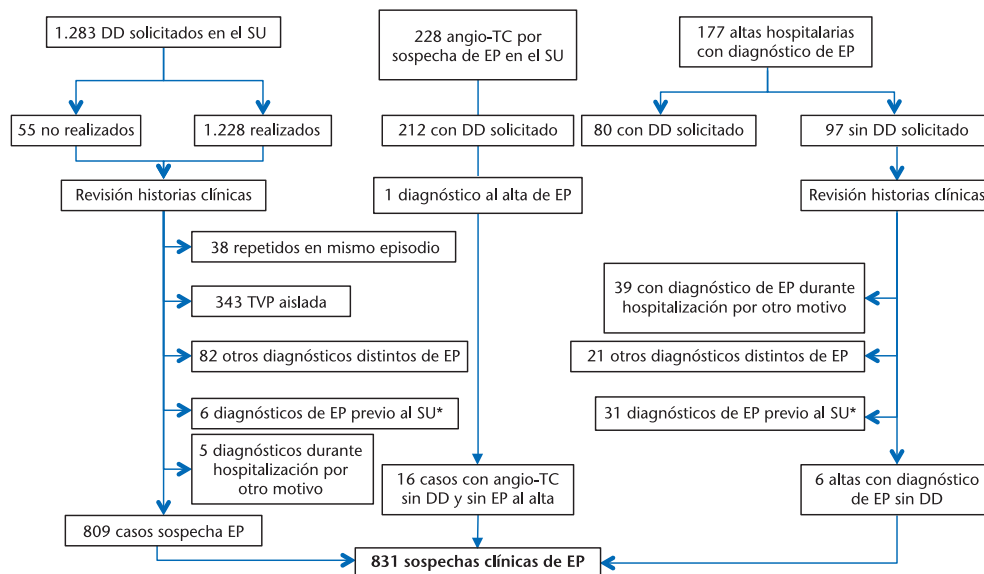 1.283 DD solicitados en el SU
55 no realizados
1.228 realizados
Revisión historias clínicas
38 repetidos en mismo episodio
343 TVP aislada
82 otros diagnósticos distintos de EP
6 diagnósticos de EP previo al SU*
5 diagnósticos durante
hospitalización por
otro motivo
809 casos sospecha EP
228 angio-TC por
sospecha de EP en el SU
212 con DD solicitado
1 diagnóstico al alta de EP
16 casos con angio-TC
sin DD y sin EP al alta
177 altas hospitalarias
con diagnóstico de EP
80 con DD solicitado
97 sin DD solicitado
Revisión historias clínicas
39 con diagnóstico de EP durante
hospitalización por otro motivo
21 otros diagnósticos distintos de EP
31 diagnósticos de EP previo al SU*
6 altas con diagnóstico
de EP sin DD
831 sospechas clínicas de EP